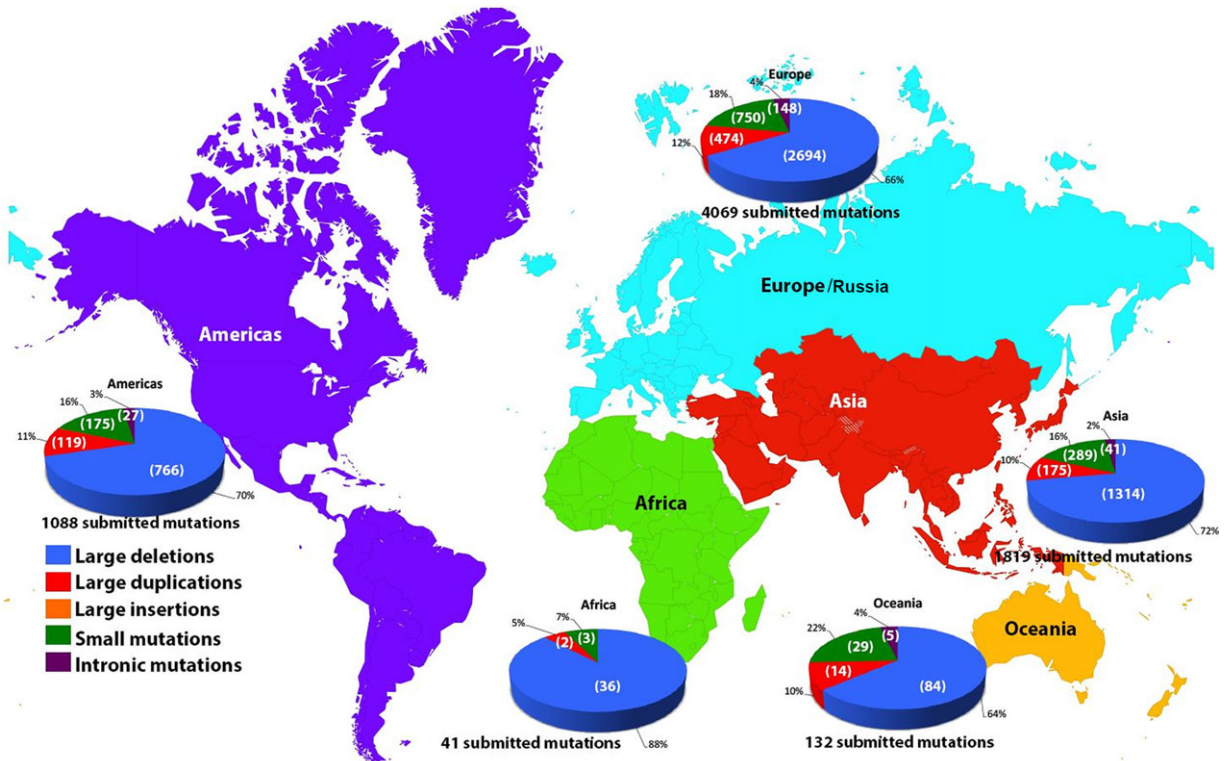 Europe
4%
18%
(148)
(750)
(474)
12%
(2694)
66%
4069 submitted mutations
Europe/Russia
Americas
Asia
Africa
Oceania
Americas
3%
16%
(27)
(175)
11%
(119)
(766)
70%
1088 submitted mutations
Asia
2%
16%
(41)
(289)
10%
(175)
(1314)
72%
1819 submitted mutations
Large deletions
Large duplications
Large insertions
Small mutations
Intronic mutations
Africa
7%
5%
(3)
(2)
(36)
88%
41 submitted mutations
Oceania
4%
22%
(5)
(29)
(14)
10%
(84)
64%
132 submitted mutations